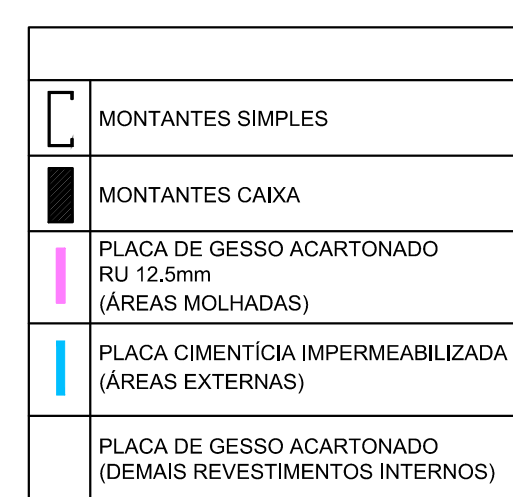 MONTANTES SIMPLES
MONTANTES CAIXA
PLACA DE GESSO ACARTONADO
RU 12.5mm
(ÁREAS MOLHADAS)
PLACA CIMENTÍCIA IMPERMEABILIZADA
(ÁREAS EXTERNAS)
PLACA DE GESSO ACARTONADO
(DEMAIS REVESTIMENTOS INTERNOS)